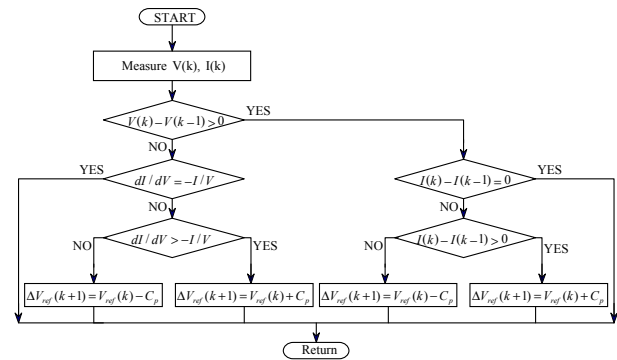 START
Measure V(k), I(k)
V(k)−V(k−1)>0
YES
NO
YES
dI/dV=−I/V
I(k)−I(k−1)=0
YES
NO
NO
NO
dI/dV>−I/V
YES
NO
I(k)−I(k−1)>0
YES
ΔV_ref(k+1)=V_ref(k)−C_p
ΔV_ref(k+1)=V_ref(k)+C_p
ΔV_ref(k+1)=V_ref(k)−C_p
ΔV_ref(k+1)=V_ref(k)+C_p
Return